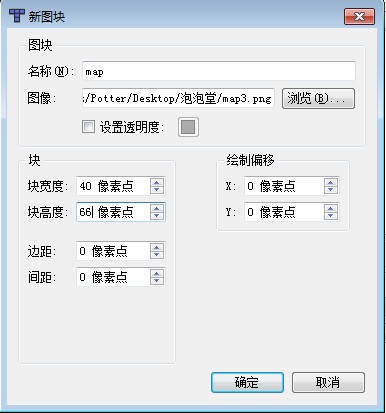 新图块
图块
名称(N): map
图像: :/Potter/Desktop/泡泡堂/map3.png 浏览(B)...
设置透明度:
块 绘制偏移
块宽度: 40 像素点 X: 0 像素点
块高度: 66 像素点 Y: 0 像素点
边距: 0 像素点
间距: 0 像素点
确定 取消